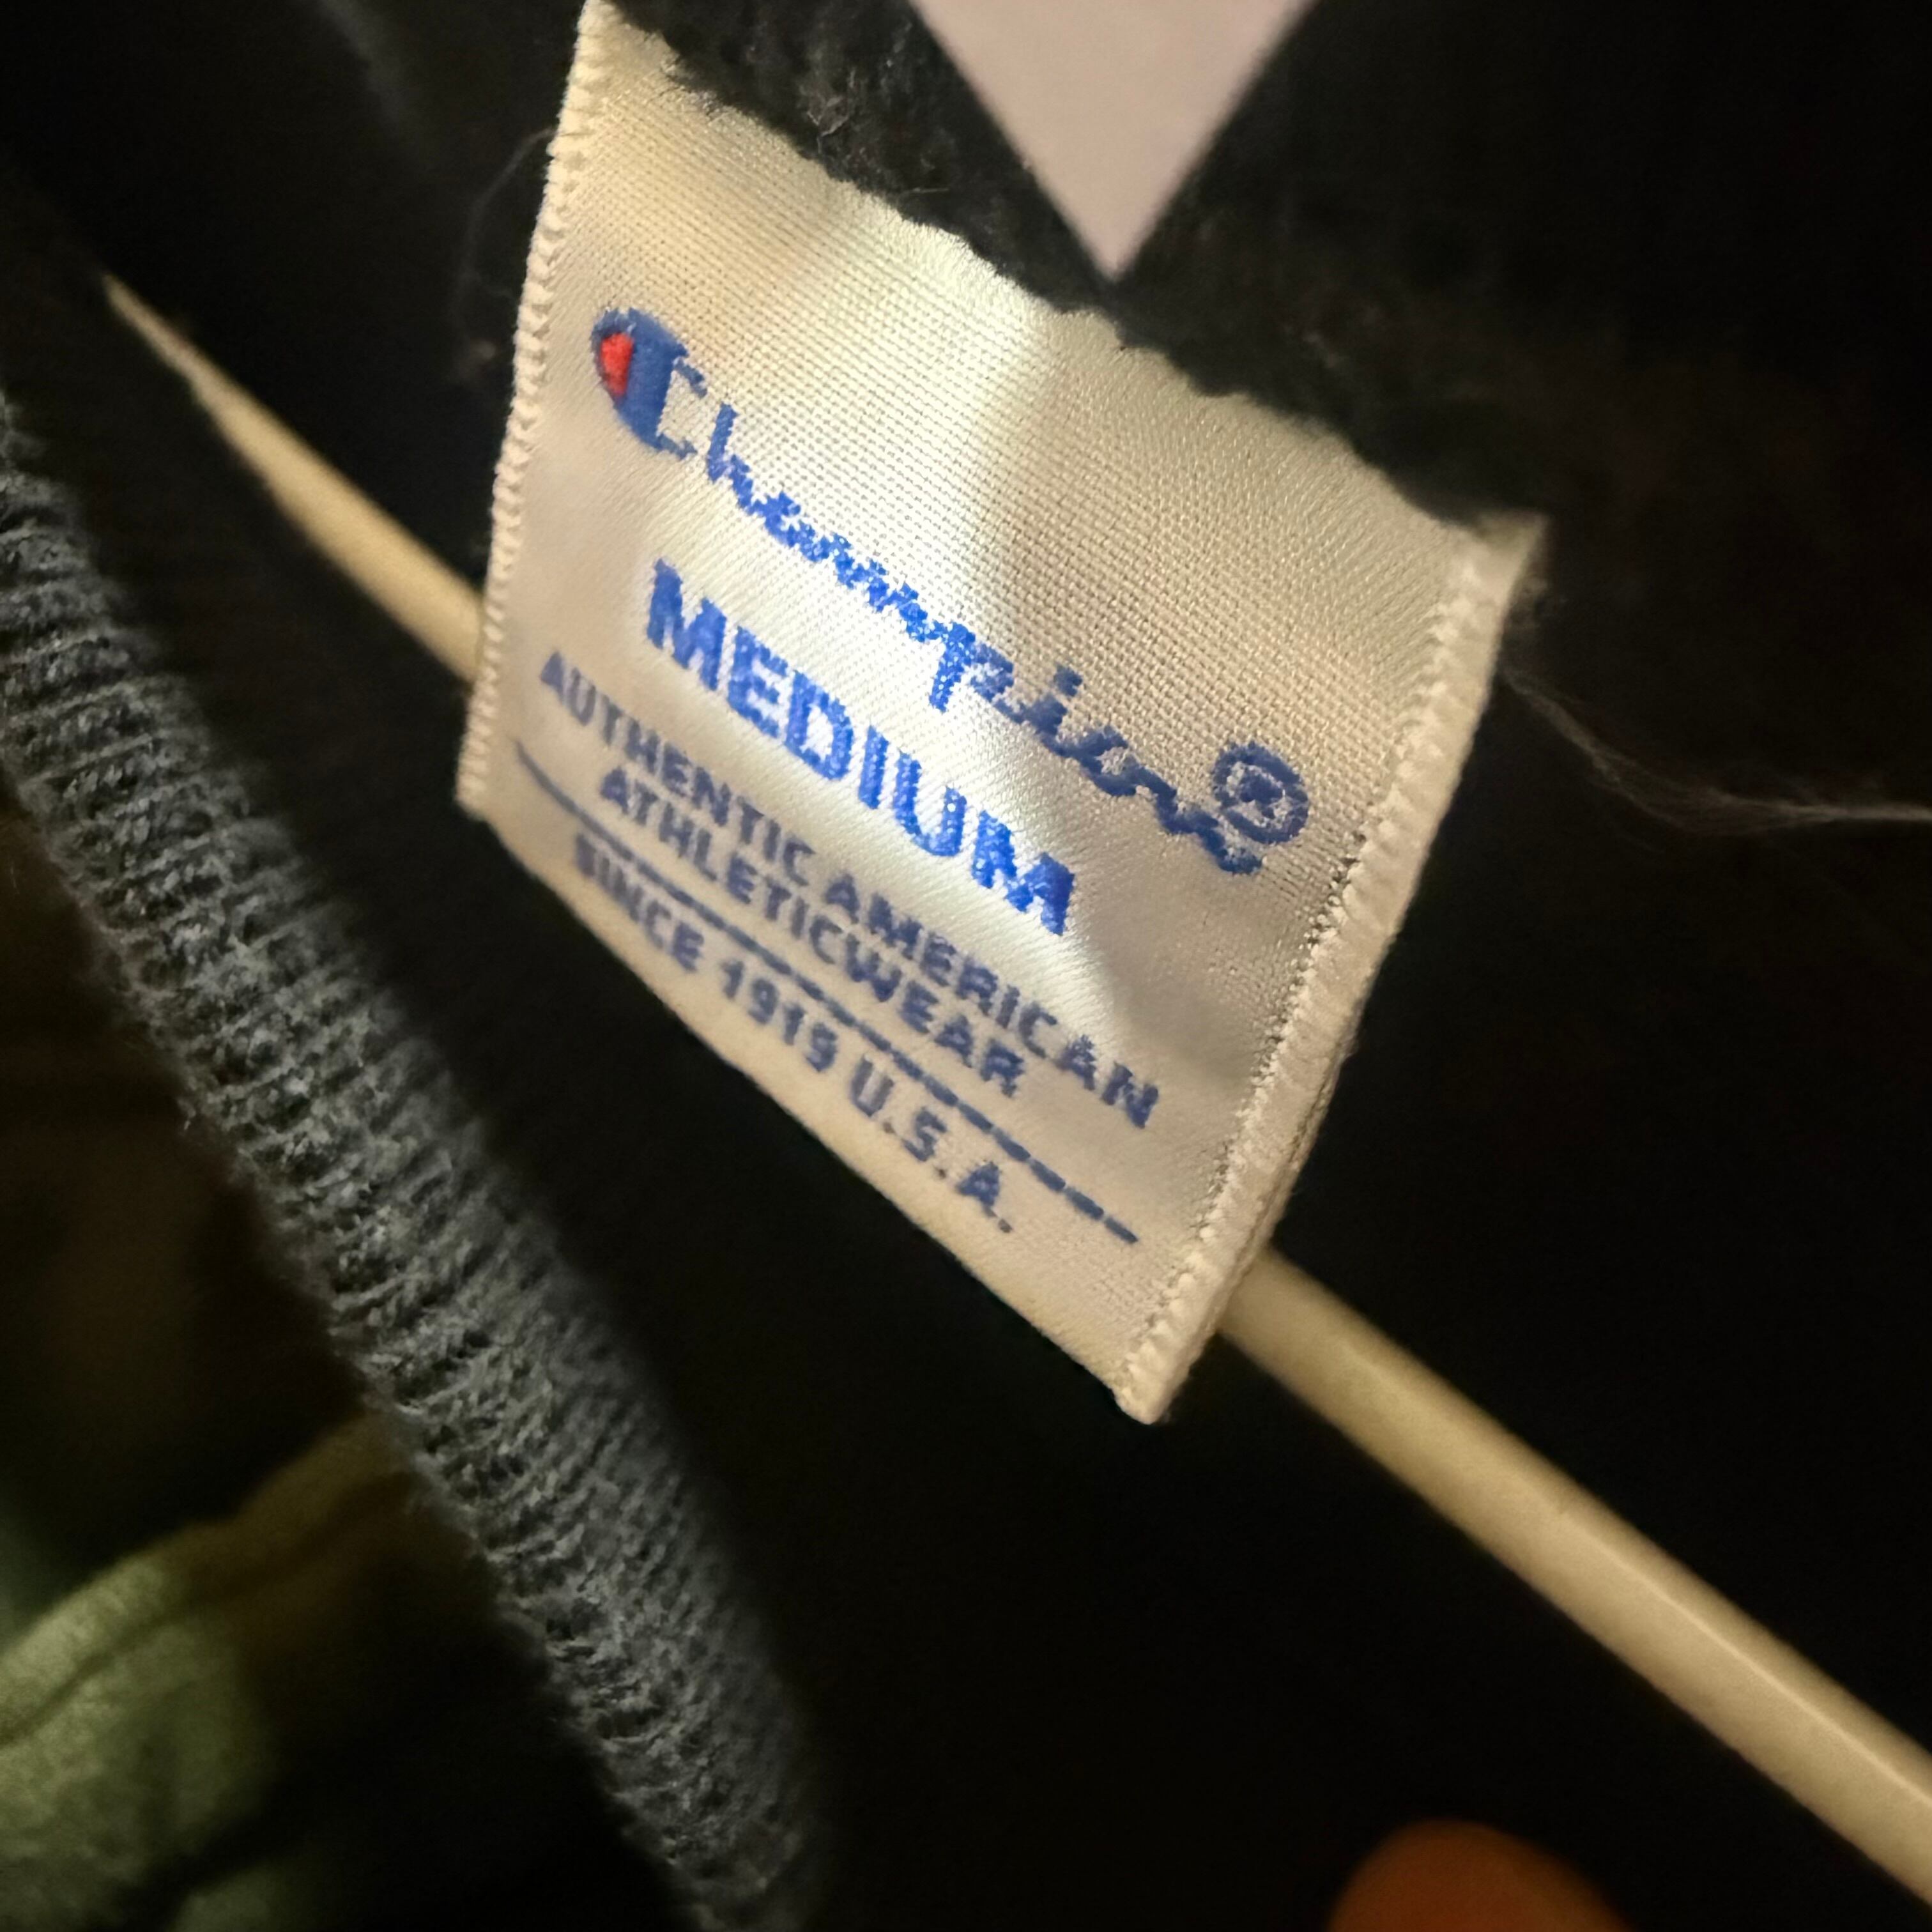 Champion®
MEDIUM
AUTHENTIC AMERICAN
ATHLETICWEAR
SINCE 1919 U.S.A.